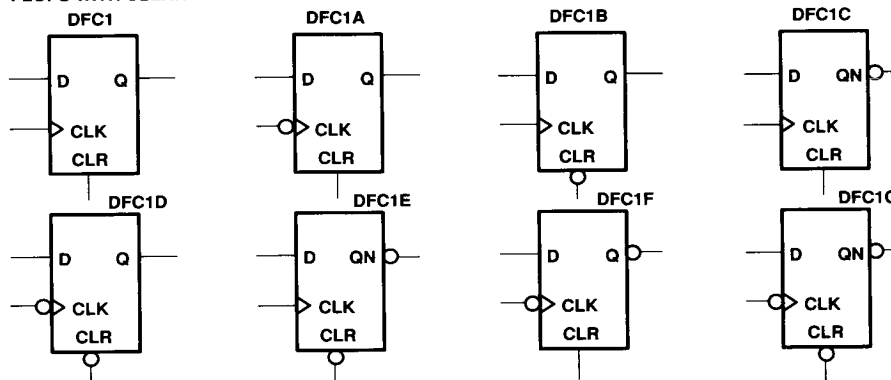 DFC1 DFC1A DFC1B DFC1C
D Q D Q D Q D QN
CLK CLK CLK CLK
CLR CLR CLR CLR
DFC1D DFC1E DFC1F
D Q D QN D Q D QN
CLK CLK CLK CLK
CLR CLR CLR CLR